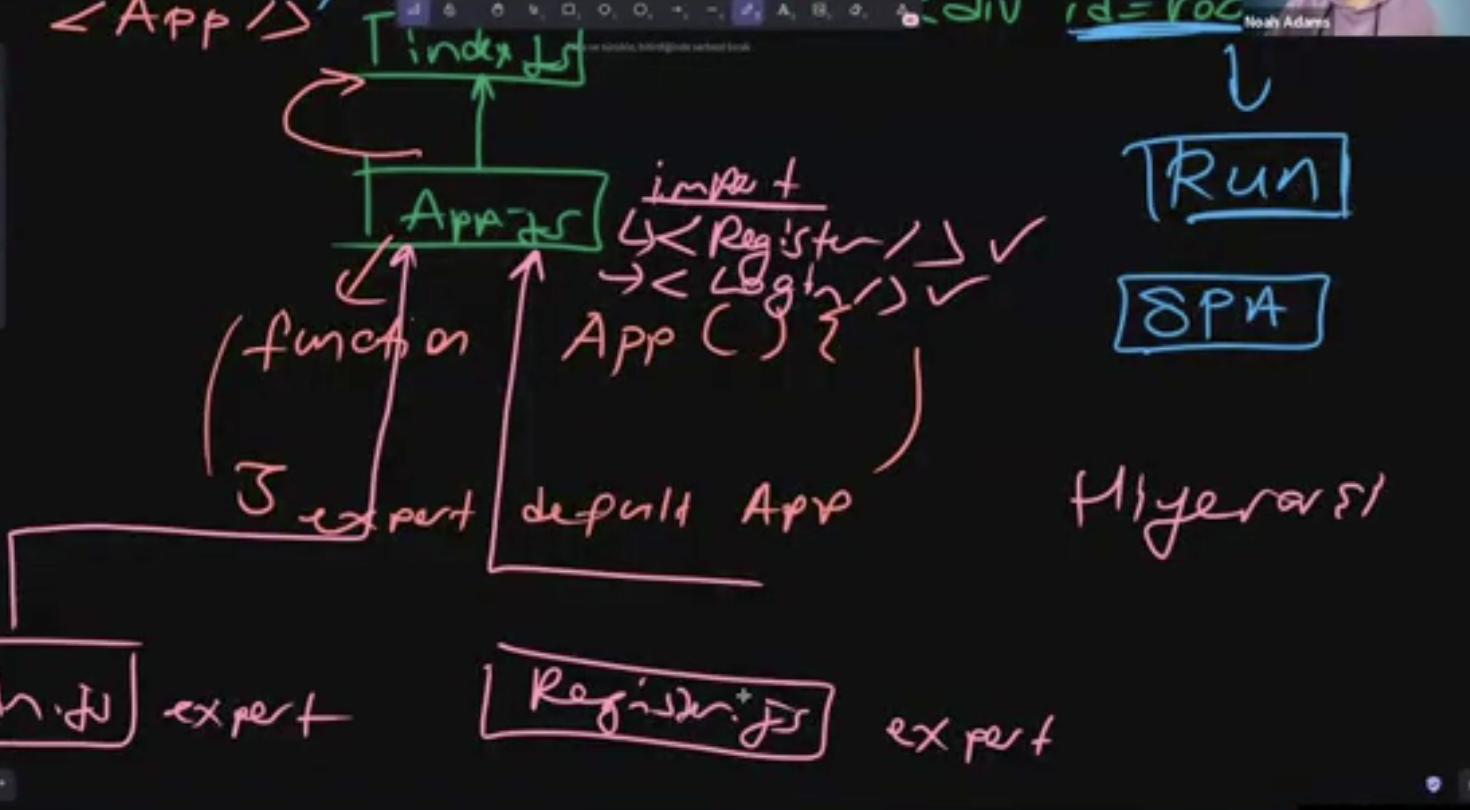 <App/>
index.js
div id=roo
Noah Adams
Run
App.js
import
<Register/> ✓
<Login/> ✓
SPA
function App() {
} export default App
Hiyerarsi
n.js export
Register.js export